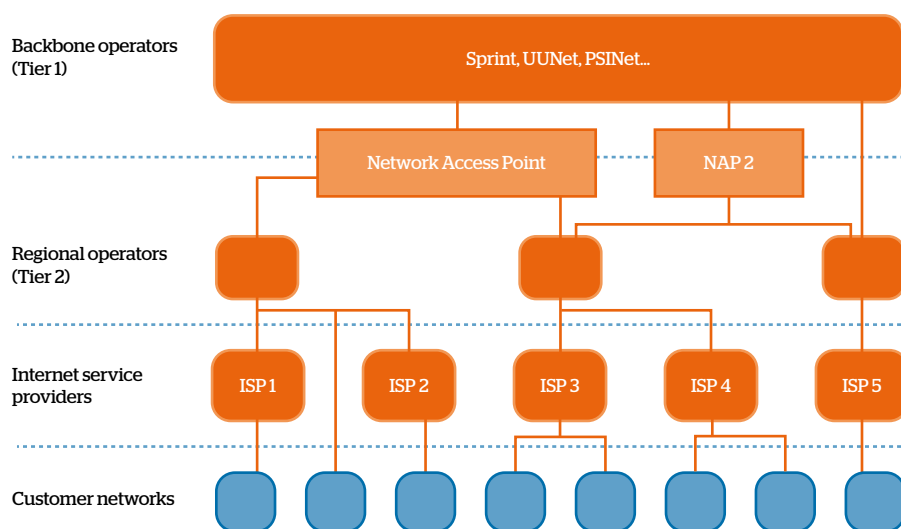 Backbone operators
(Tier 1)
Sprint, UUNet, PSINet...
Network Access Point
NAP 2
Regional operators
(Tier 2)
Internet service
providers
ISP 1
ISP 2
ISP 3
ISP 4
ISP 5
Customer networks